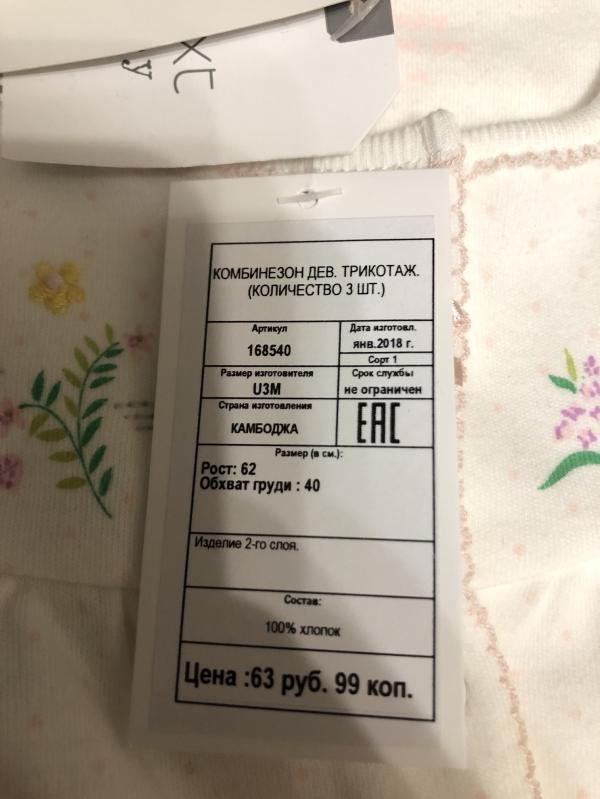 XL
y
КОМБИНЕЗОН ДЕВ. ТРИКОТАЖ.
(КОЛИЧЕСТВО 3 ШТ.)
Артикул
168540
Дата изготовл.
янв.2018 г.
Сорт 1
Размер изготовителя
U3M
Срок службы
не ограничен
Страна изготовления
КАМБОДЖА
EAC
Размер (в см.):
Рост: 62
Обхват груди : 40
Изделие 2-го слоя.
Состав:
100% хлопок
Цена :63 руб. 99 коп.